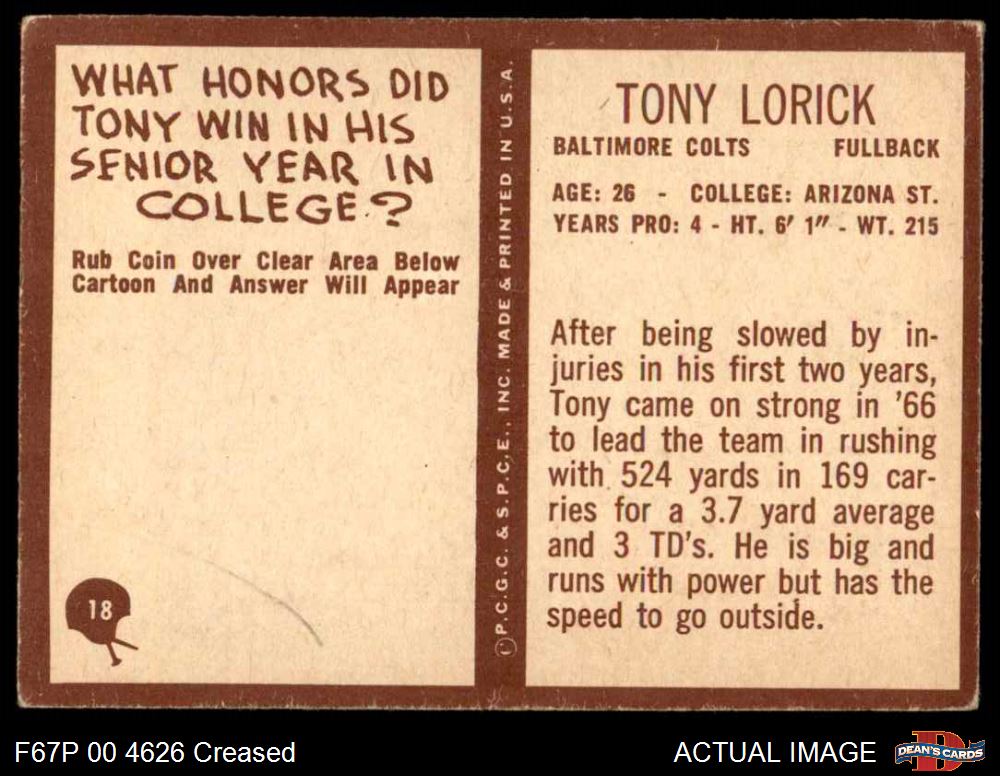 WHAT HONORS DID
TONY WIN IN HIS
SENIOR YEAR IN
COLLEGE?
Rub Coin Over Clear Area Below
Cartoon And Answer Will Appear
18
©P.C.G.C. & S.P.C.E., INC. MADE & PRINTED IN U.S.A.
TONY LORICK
BALTIMORE COLTS FULLBACK
AGE: 26 - COLLEGE: ARIZONA ST.
YEARS PRO: 4 - HT. 6' 1" - WT. 215
After being slowed by in-
juries in his first two years,
Tony came on strong in '66
to lead the team in rushing
with 524 yards in 169 car-
ries for a 3.7 yard average
and 3 TD's. He is big and
runs with power but has the
speed to go outside.
F67P 00 4626 Creased
ACTUAL IMAGE
D
DEAN'S CARDS